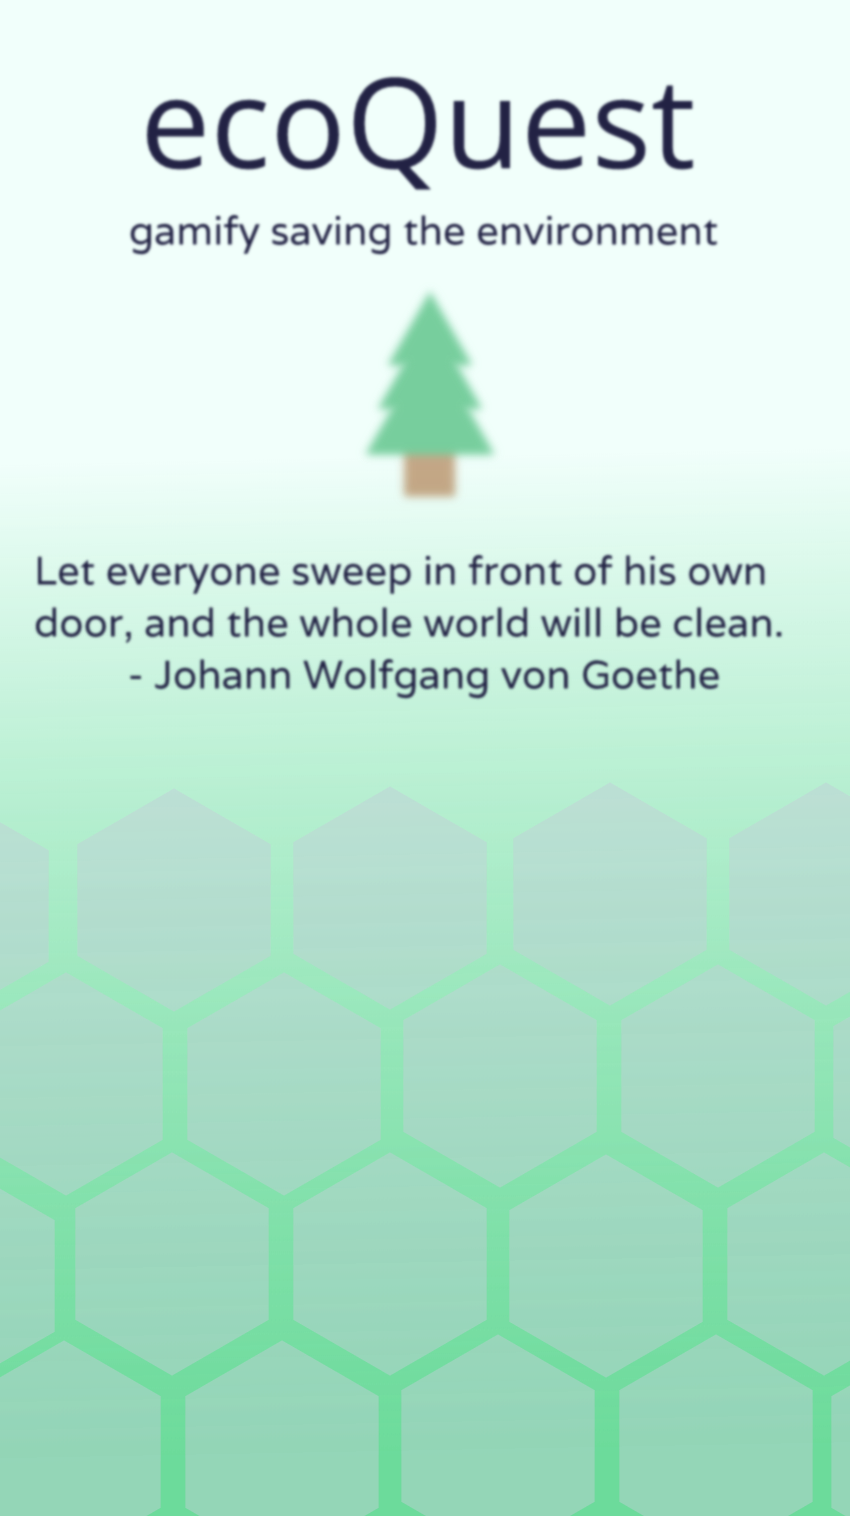 ecoQuest
gamify saving the environment
Let everyone sweep in front of his own
door, and the whole world will be clean.
- Johann Wolfgang von Goethe